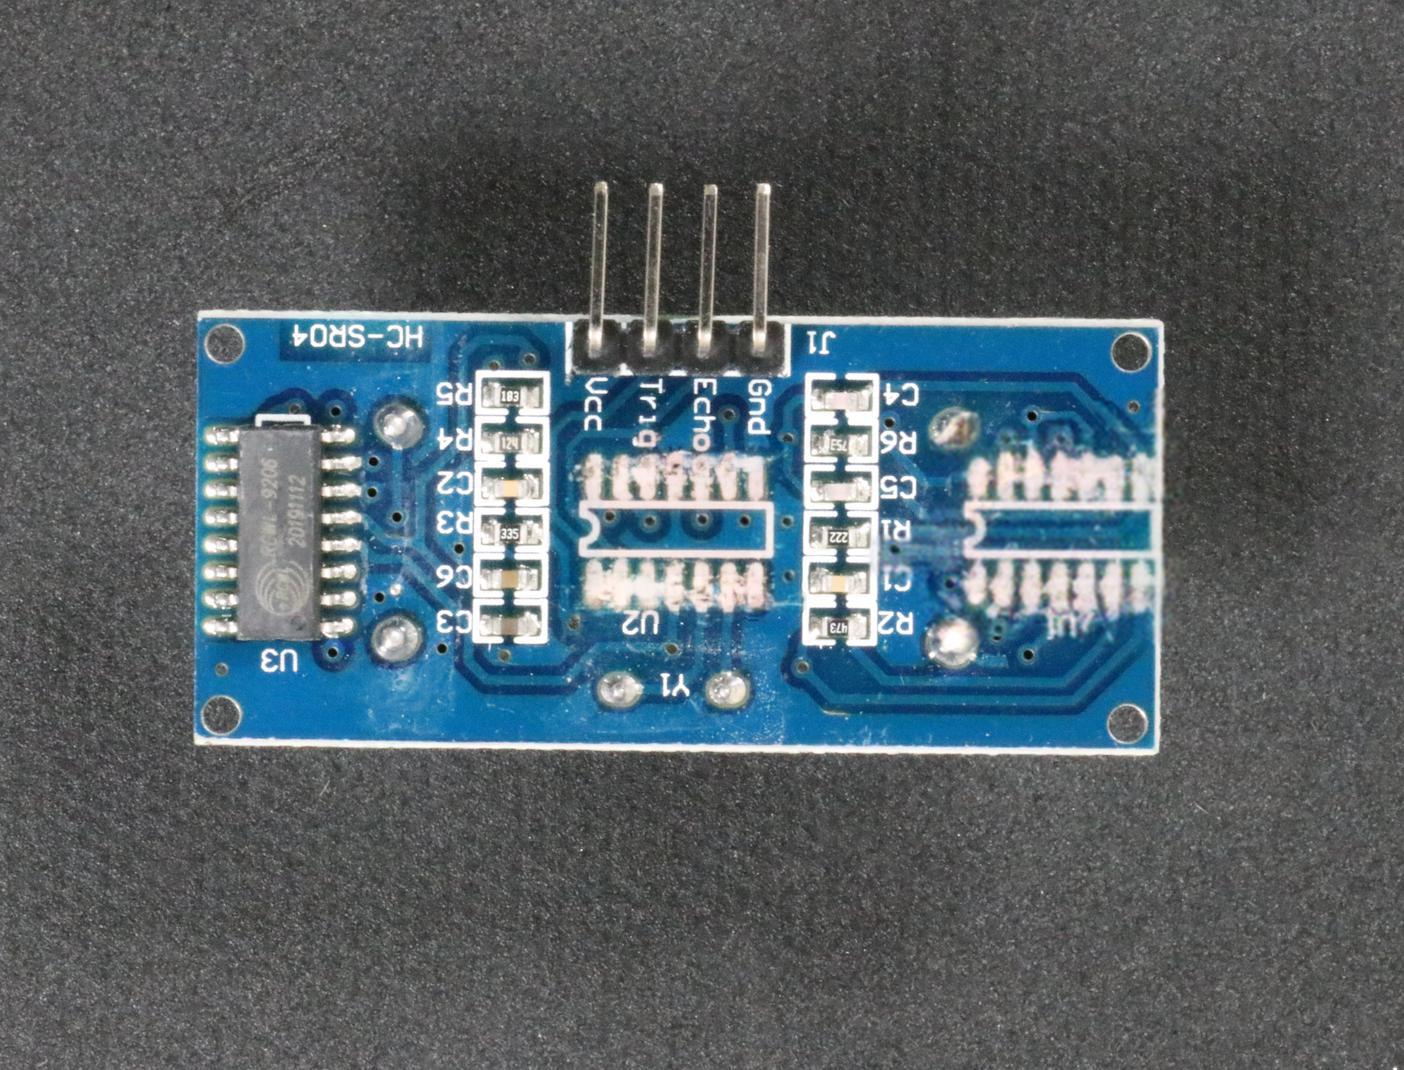 HC-SR04
J1
Vcc
Trig
Echo
Gnd
R5
103
R4
124
C2
R3
335
C6
C3
C4
R6
753
C5
R1
222
C1
R2
473
RCWL-9206
20191112
U3
U2
Y1